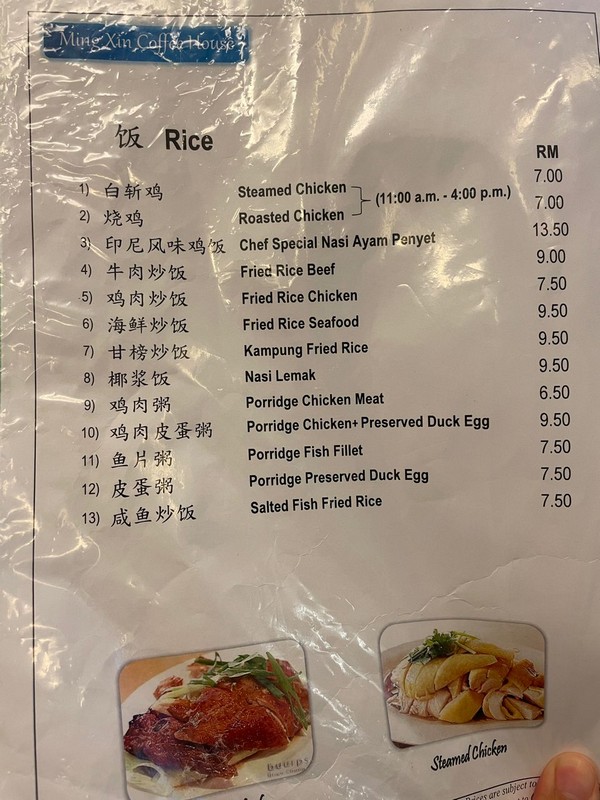 Ming Xin Coffee House
饭 Rice
RM
1) 白斩鸡 Steamed Chicken 7.00
(11:00 a.m. - 4:00 p.m.)
2) 烧鸡 Roasted Chicken 7.00
3) 印尼风味鸡饭 Chef Special Nasi Ayam Penyet 13.50
4) 牛肉炒饭 Fried Rice Beef 9.00
5) 鸡肉炒饭 Fried Rice Chicken 7.50
6) 海鲜炒饭 Fried Rice Seafood 9.50
7) 甘榜炒饭 Kampung Fried Rice 9.50
8) 椰浆饭 Nasi Lemak 9.50
9) 鸡肉粥 Porridge Chicken Meat 6.50
10) 鸡肉皮蛋粥 Porridge Chicken+ Preserved Duck Egg 9.50
11) 鱼片粥 Porridge Fish Fillet 7.50
12) 皮蛋粥 Porridge Preserved Duck Egg 7.50
13) 咸鱼炒饭 Salted Fish Fried Rice 7.50
Steamed Chicken
Prices are subject to